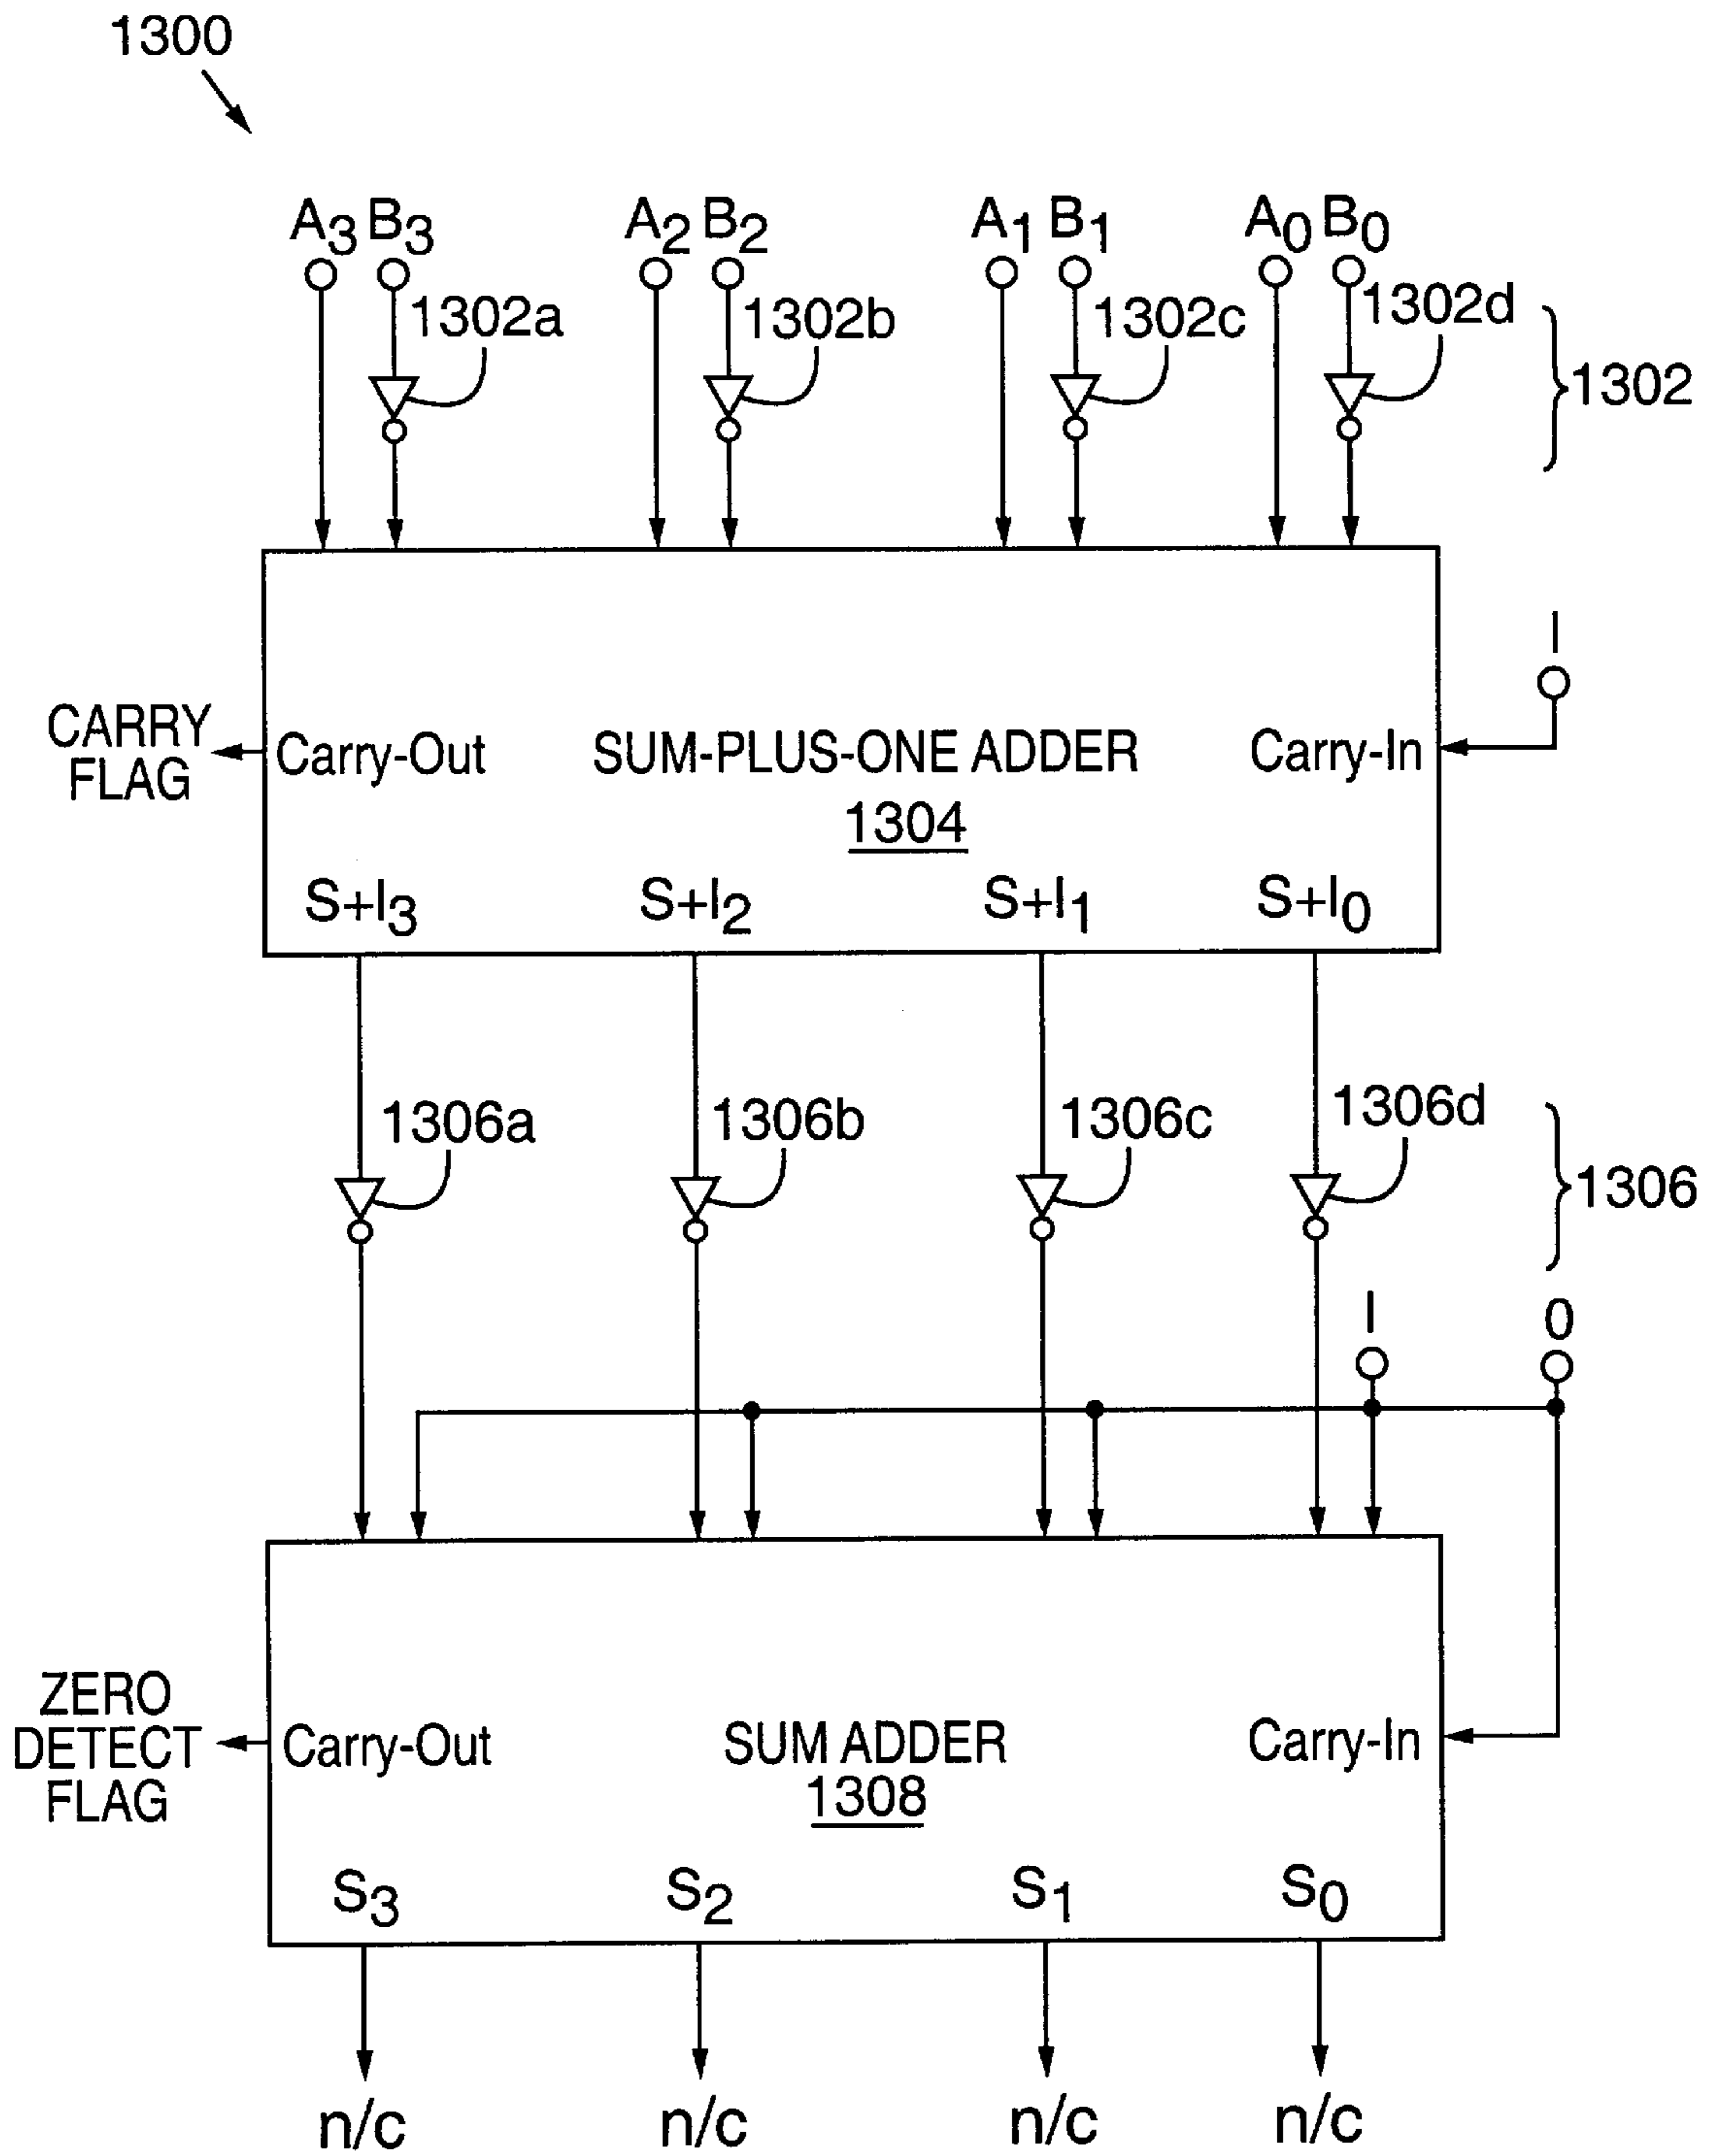 1300
A3 B3 A2 B2 A1 B1 A0 B0
1302a 1302b 1302c 1302d
1302
I
CARRY
FLAG
Carry-Out SUM-PLUS-ONE ADDER Carry-In
1304
S+I3 S+I2 S+I1 S+I0
1306a 1306b 1306c 1306d
1306
I 0
ZERO
DETECT
FLAG
Carry-Out SUM ADDER Carry-In
1308
S3 S2 S1 S0
n/c n/c n/c n/c